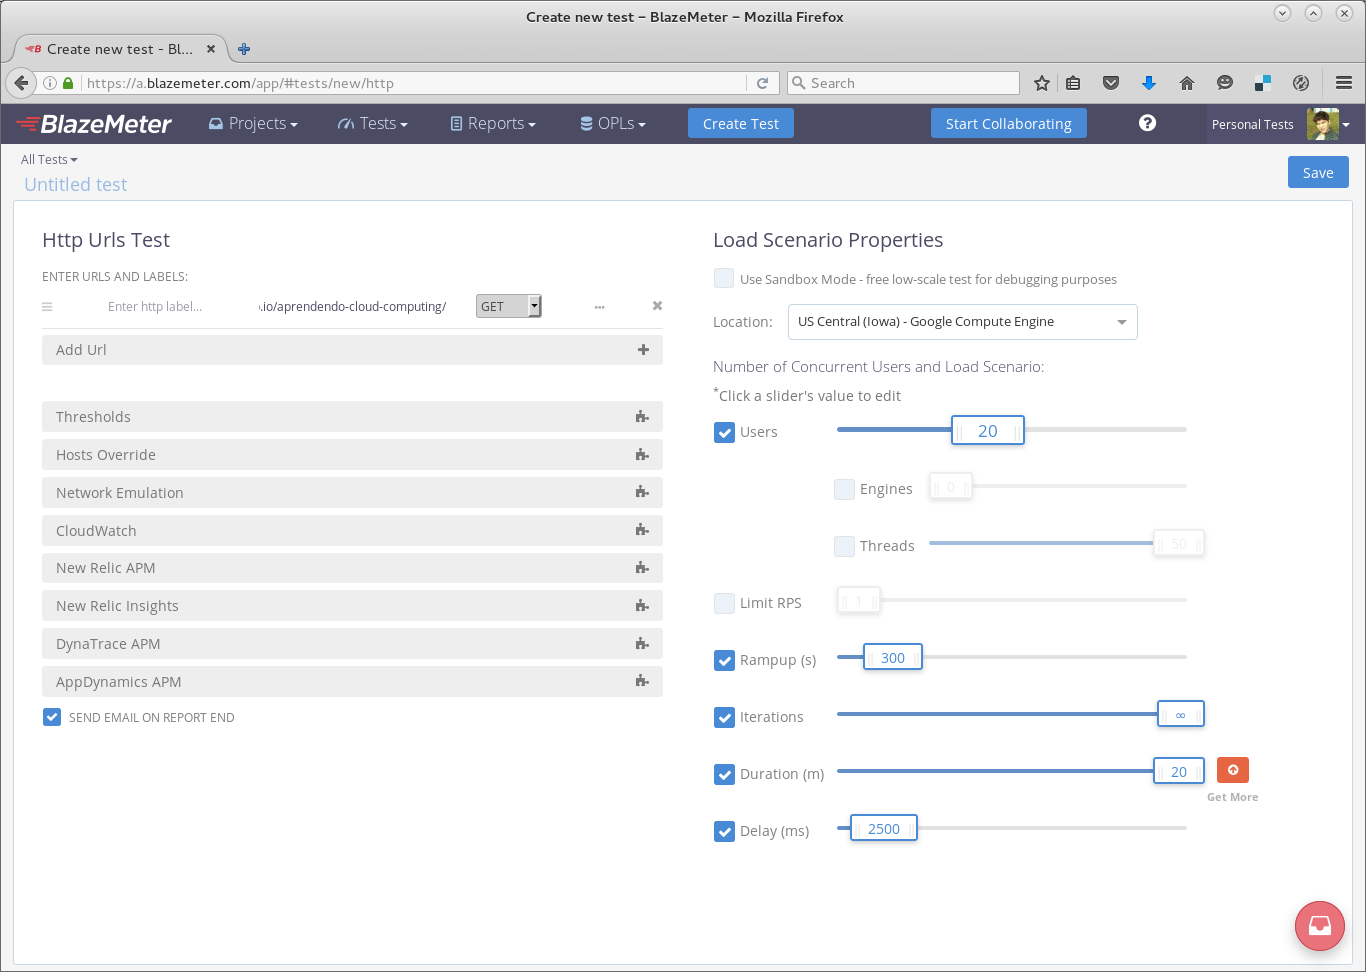 Create new test – BlazeMeter – Mozilla Firefox
Create new test - Bl...
https://a.blazemeter.com/app/#tests/new/http
Search
BlazeMeter Projects Tests Reports OPLs Create Test Start Collaborating ? Personal Tests
All Tests
Untitled test
Save
Http Urls Test
ENTER URLS AND LABELS:
Enter http label... .io/aprendendo-cloud-computing/ GET ...
Add Url
Thresholds
Hosts Override
Network Emulation
CloudWatch
New Relic APM
New Relic Insights
DynaTrace APM
AppDynamics APM
SEND EMAIL ON REPORT END
Load Scenario Properties
Use Sandbox Mode - free low-scale test for debugging purposes
Location: US Central (Iowa) - Google Compute Engine
Number of Concurrent Users and Load Scenario:
*Click a slider's value to edit
Users 20
Engines 0
Threads 50
Limit RPS 1
Rampup (s) 300
Iterations ∞
Duration (m) 20
Get More
Delay (ms) 2500